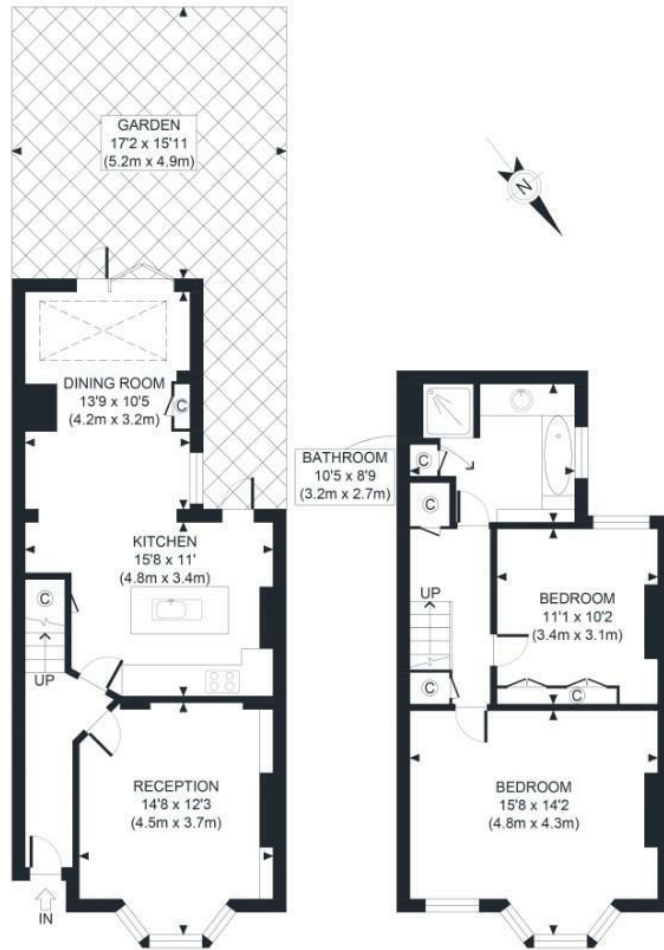 GARDEN
17'2 x 15'11
(5.2m x 4.9m)
N
DINING ROOM
13'9 x 10'5
(4.2m x 3.2m)
C
KITCHEN
15'8 x 11'
(4.8m x 3.4m)
C
UP
RECEPTION
14'8 x 12'3
(4.5m x 3.7m)
IN
BATHROOM
10'5 x 8'9
(3.2m x 2.7m)
C
C
UP
BEDROOM
11'1 x 10'2
(3.4m x 3.1m)
C
C
BEDROOM
15'8 x 14'2
(4.8m x 4.3m)